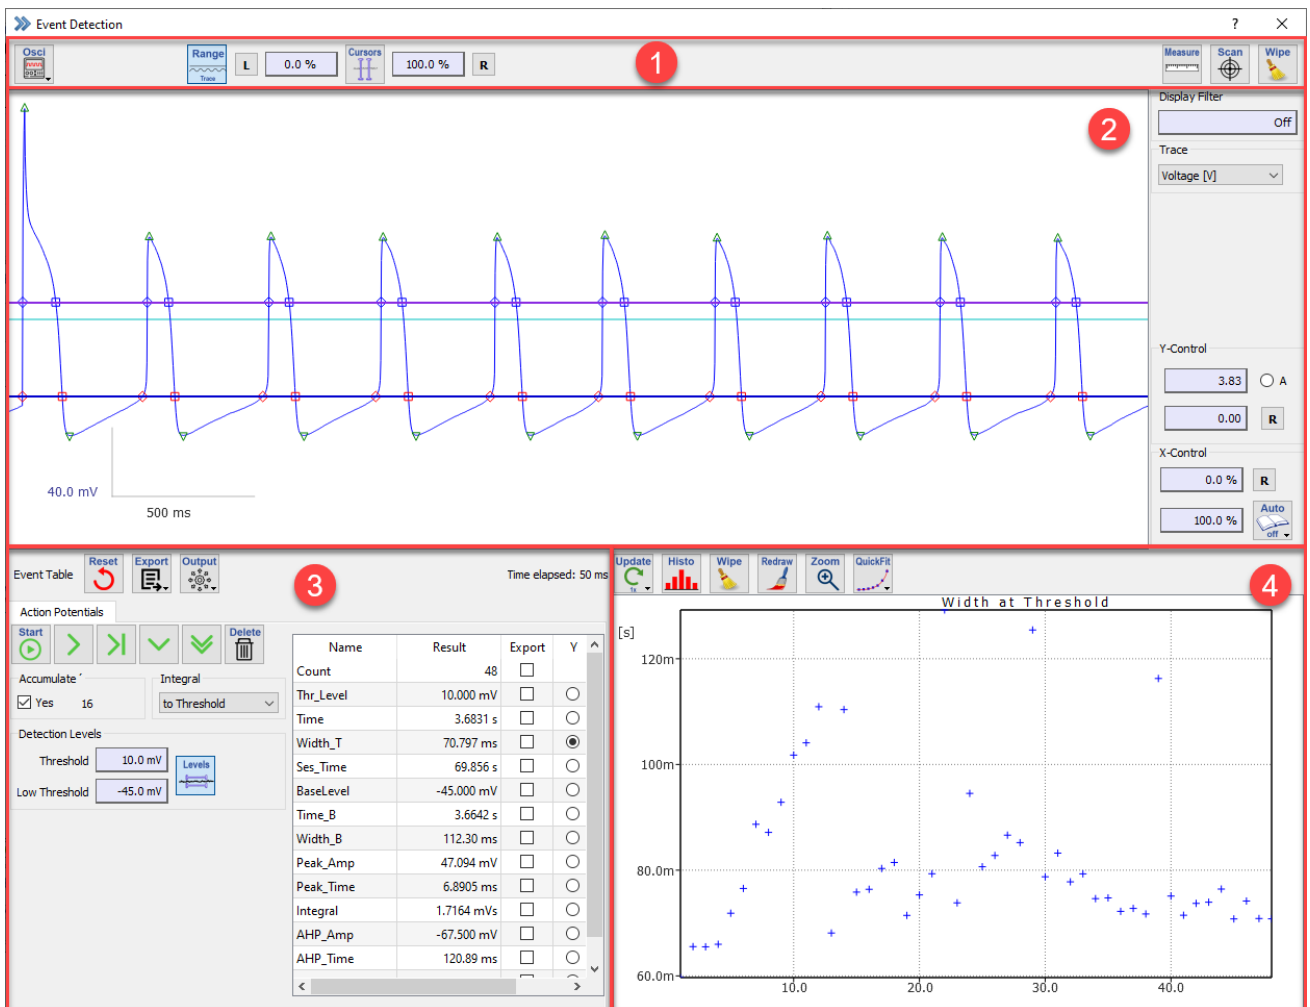 Event Detection ? ×
Osci Range Trace L 0.0 % Cursors 100.0 % R 1 Measure Scan Wipe
2
Display Filter
Off
Trace
Voltage [V]
Y-Control
3.83 A
0.00 R
X-Control
0.0 % R
100.0 % Auto off
40.0 mV
500 ms
Event Table Reset Export Output 3 Time elapsed: 50 ms
Action Potentials
Start Delete
Accumulate Integral
Yes 16 to Threshold
Detection Levels
Threshold 10.0 mV Levels
Low Threshold -45.0 mV
Name Result Export Y
Count 48
Thr_Level 10.000 mV
Time 3.6831 s
Width_T 70.797 ms
Ses_Time 69.856 s
BaseLevel -45.000 mV
Time_B 3.6642 s
Width_B 112.30 ms
Peak_Amp 47.094 mV
Peak_Time 6.8905 ms
Integral 1.7164 mVs
AHP_Amp -67.500 mV
AHP_Time 120.89 ms
Update 1x Histo Wipe Redraw Zoom QuickFit 4
Width at Threshold
[s]
120m
100m
80.0m
60.0m
10.0 20.0 30.0 40.0